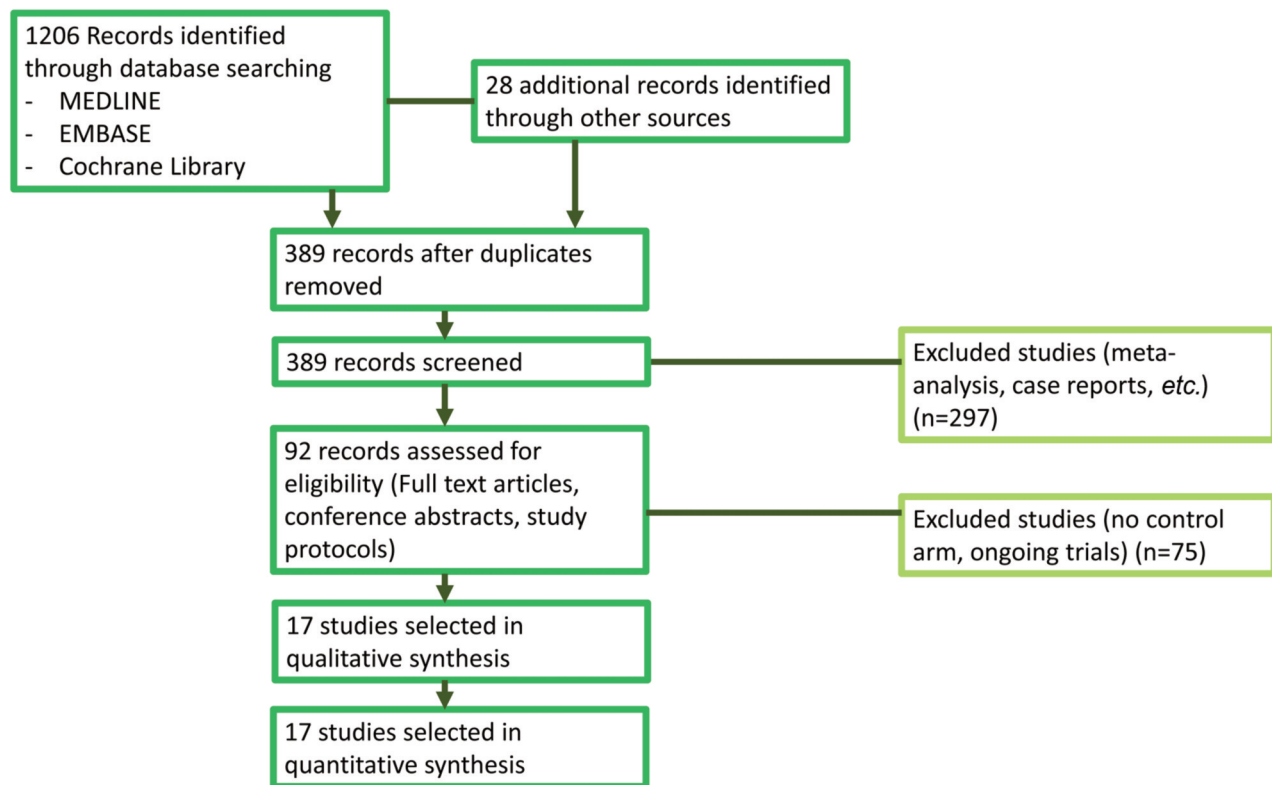 1206 Records identified
through database searching
- MEDLINE
- EMBASE
- Cochrane Library
28 additional records identified
through other sources
389 records after duplicates
removed
389 records screened
Excluded studies (meta-
analysis, case reports, etc.)
(n=297)
92 records assessed for
eligibility (Full text articles,
conference abstracts, study
protocols)
Excluded studies (no control
arm, ongoing trials) (n=75)
17 studies selected in
qualitative synthesis
17 studies selected in
quantitative synthesis